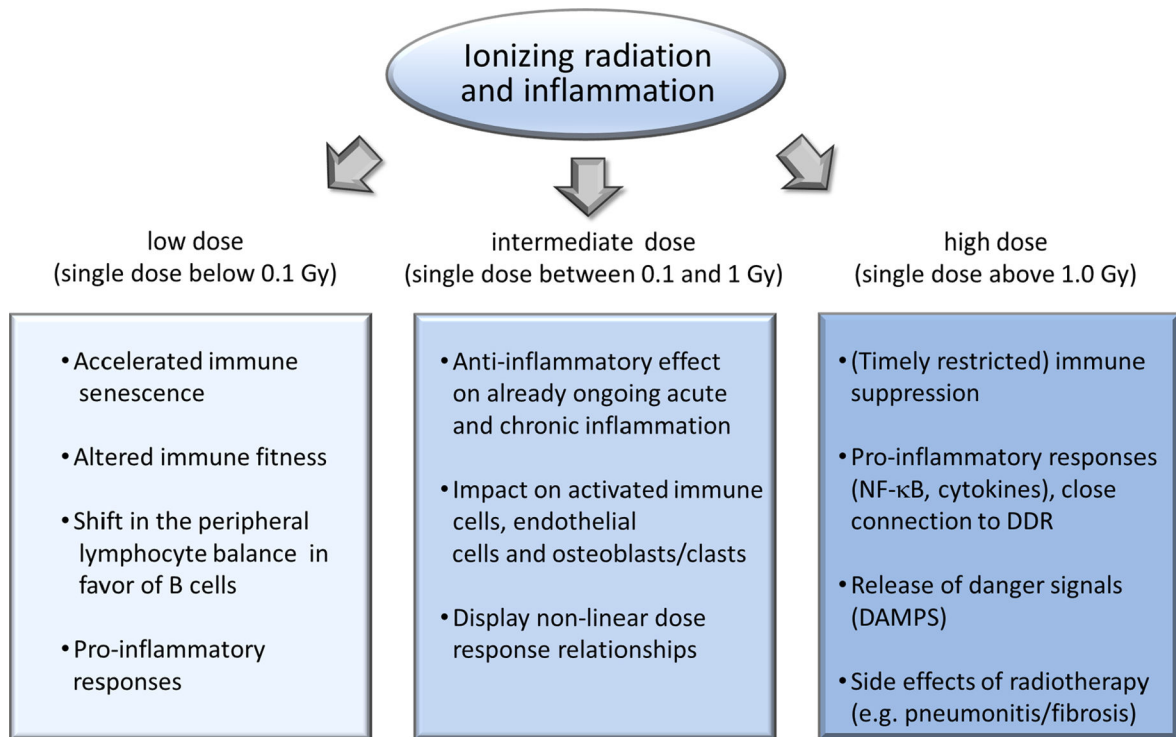 Ionizing radiation
and inflammation
low dose
(single dose below 0.1 Gy)
intermediate dose
(single dose between 0.1 and 1 Gy)
high dose
(single dose above 1.0 Gy)
• Accelerated immune
senescence
• Altered immune fitness
• Shift in the peripheral
lymphocyte balance in
favor of B cells
• Pro-inflammatory
responses
• Anti-inflammatory effect
on already ongoing acute
and chronic inflammation
• Impact on activated immune
cells, endothelial
cells and osteoblasts/clasts
• Display non-linear dose
response relationships
• (Timely restricted) immune
suppression
• Pro-inflammatory responses
(NF-κB, cytokines), close
connection to DDR
• Release of danger signals
(DAMPS)
• Side effects of radiotherapy
(e.g. pneumonitis/fibrosis)